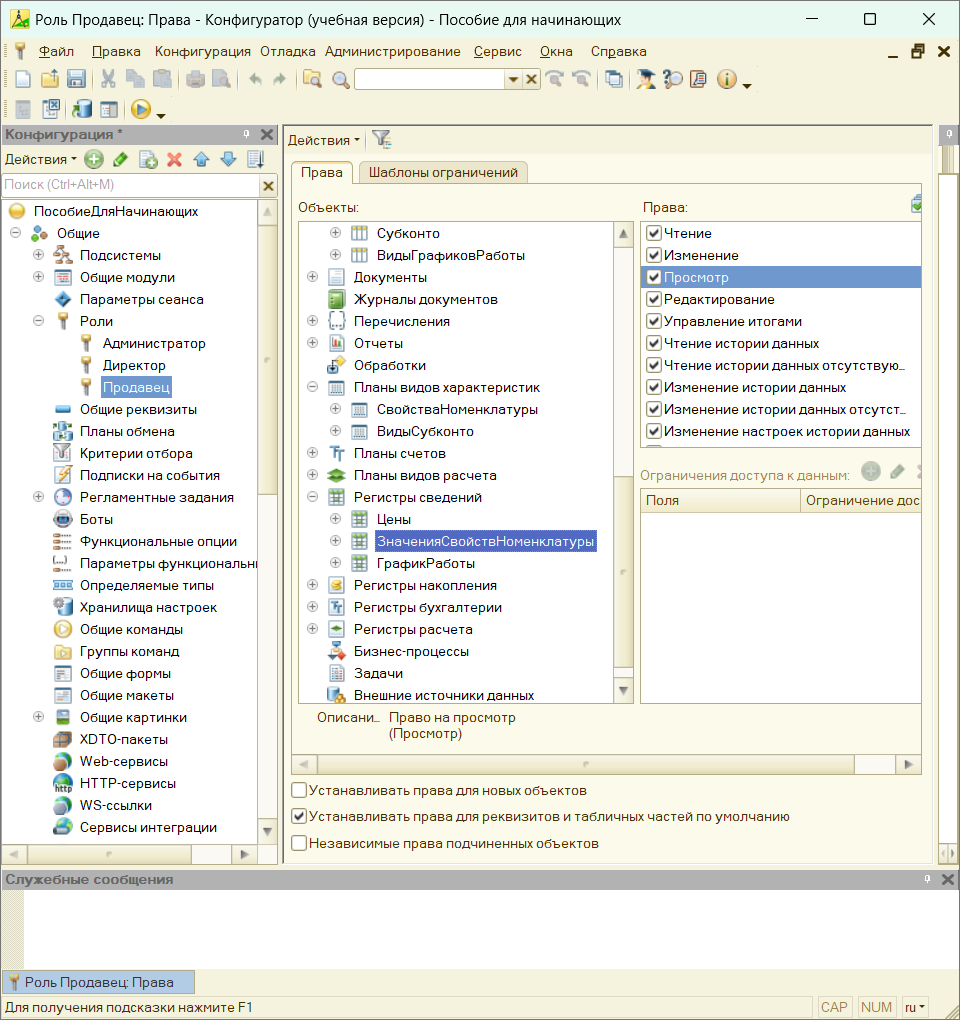 Роль Продавец: Права - Конфигуратор (учебная версия) - Пособие для начинающих
Файл Правка Конфигурация Отладка Администрирование Сервис Окна Справка
Конфигурация *
Действия
Поиск (Ctrl+Alt+M)
ПособиеДляНачинающих
Общие
Подсистемы
Общие модули
Параметры сеанса
Роли
Администратор
Директор
Продавец
Общие реквизиты
Планы обмена
Критерии отбора
Подписки на события
Регламентные задания
Боты
Функциональные опции
Параметры функциональн
Определяемые типы
Хранилища настроек
Общие команды
Группы команд
Общие формы
Общие макеты
Общие картинки
XDTO-пакеты
Web-сервисы
HTTP-сервисы
WS-ссылки
Сервисы интеграции
Действия
Права Шаблоны ограничений
Объекты:
Субконто
ВидыГрафиковРаботы
Документы
Журналы документов
Перечисления
Отчеты
Обработки
Планы видов характеристик
СвойстваНоменклатуры
ВидыСубконто
Планы счетов
Планы видов расчета
Регистры сведений
Цены
ЗначенияСвойствНоменклатуры
ГрафикРаботы
Регистры накопления
Регистры бухгалтерии
Регистры расчета
Бизнес-процессы
Задачи
Внешние источники данных
Права:
Чтение
Изменение
Просмотр
Редактирование
Управление итогами
Чтение истории данных
Чтение истории данных отсутствую...
Изменение истории данных
Изменение истории данных отсутст...
Изменение настроек истории данных
Ограничения доступа к данным:
Поля Ограничение дос
Описани... Право на просмотр
(Просмотр)
Устанавливать права для новых объектов
Устанавливать права для реквизитов и табличных частей по умолчанию
Независимые права подчиненных объектов
Служебные сообщения
Роль Продавец: Права
Для получения подсказки нажмите F1 CAP NUM ru